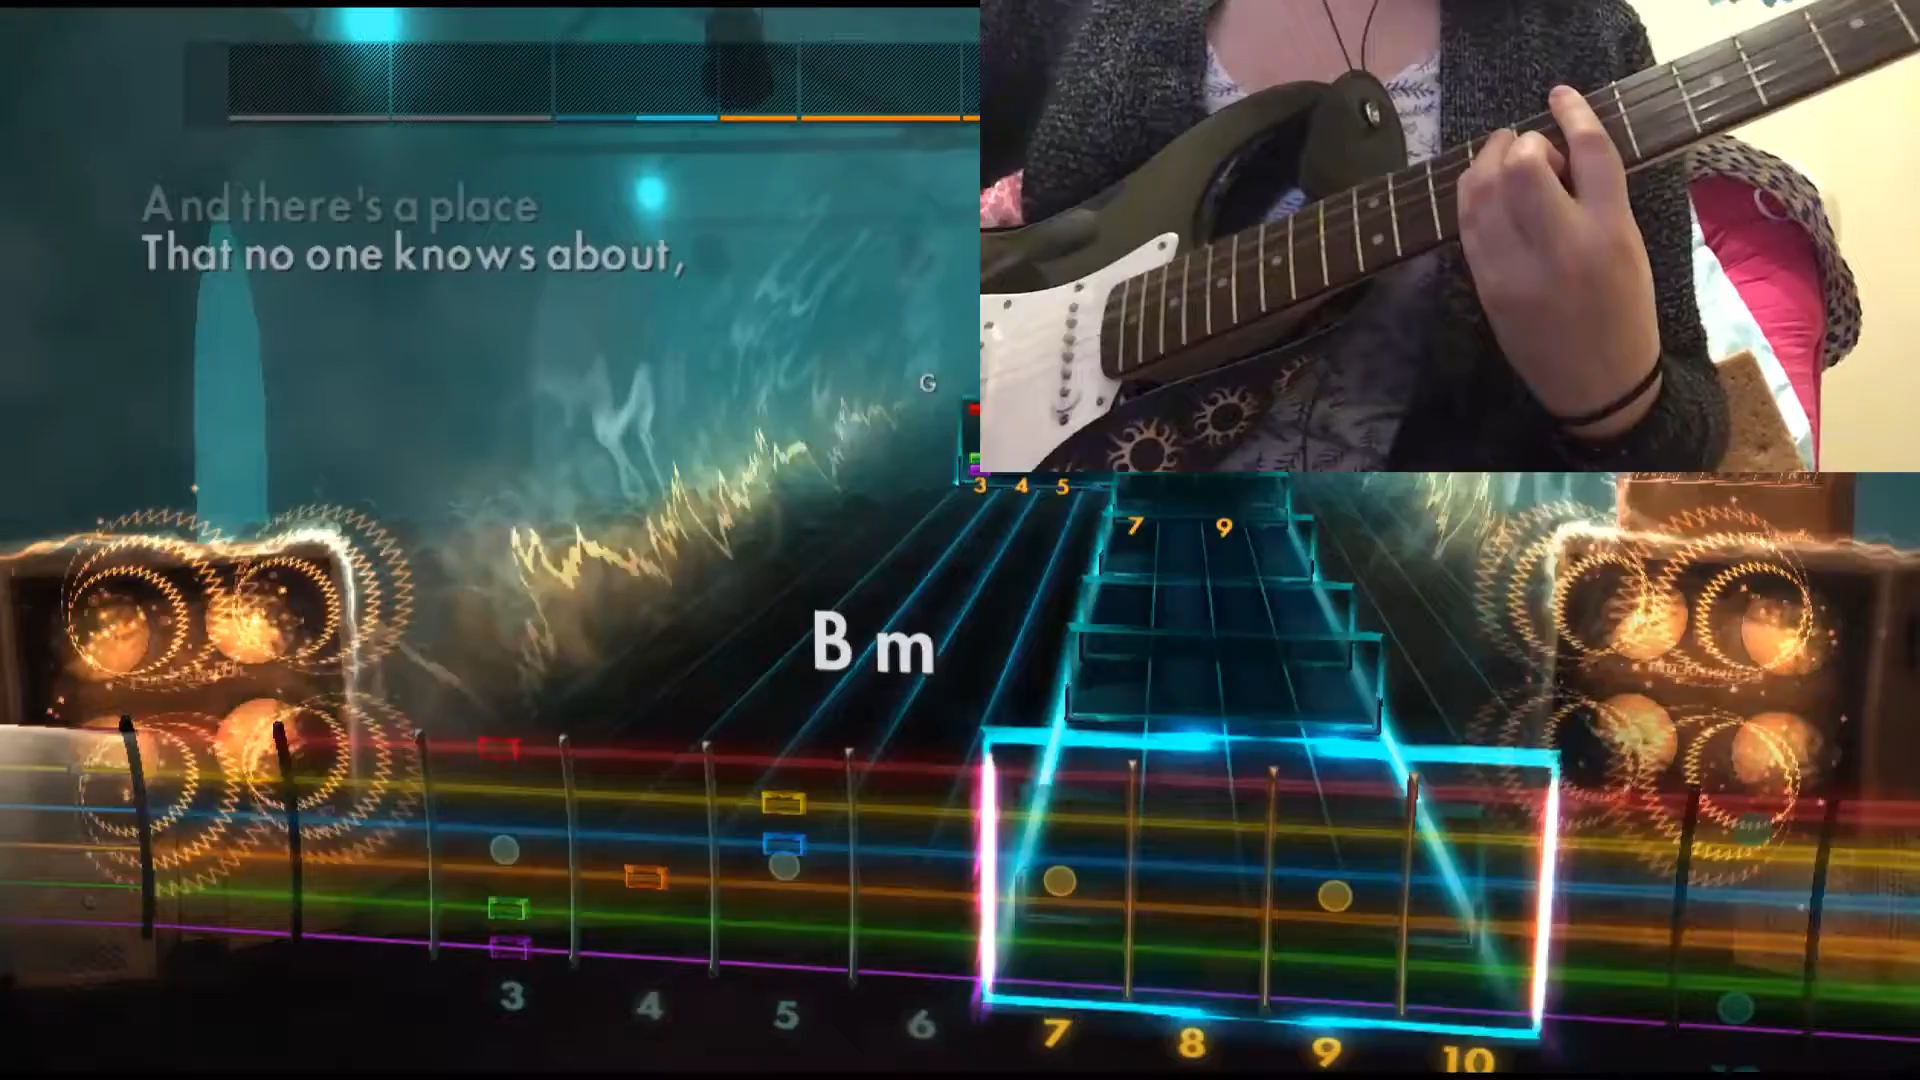 And there's a place
That no one knows about,
G
3 4 5
7 9
B m
3 4 5 6 7 8 9 10